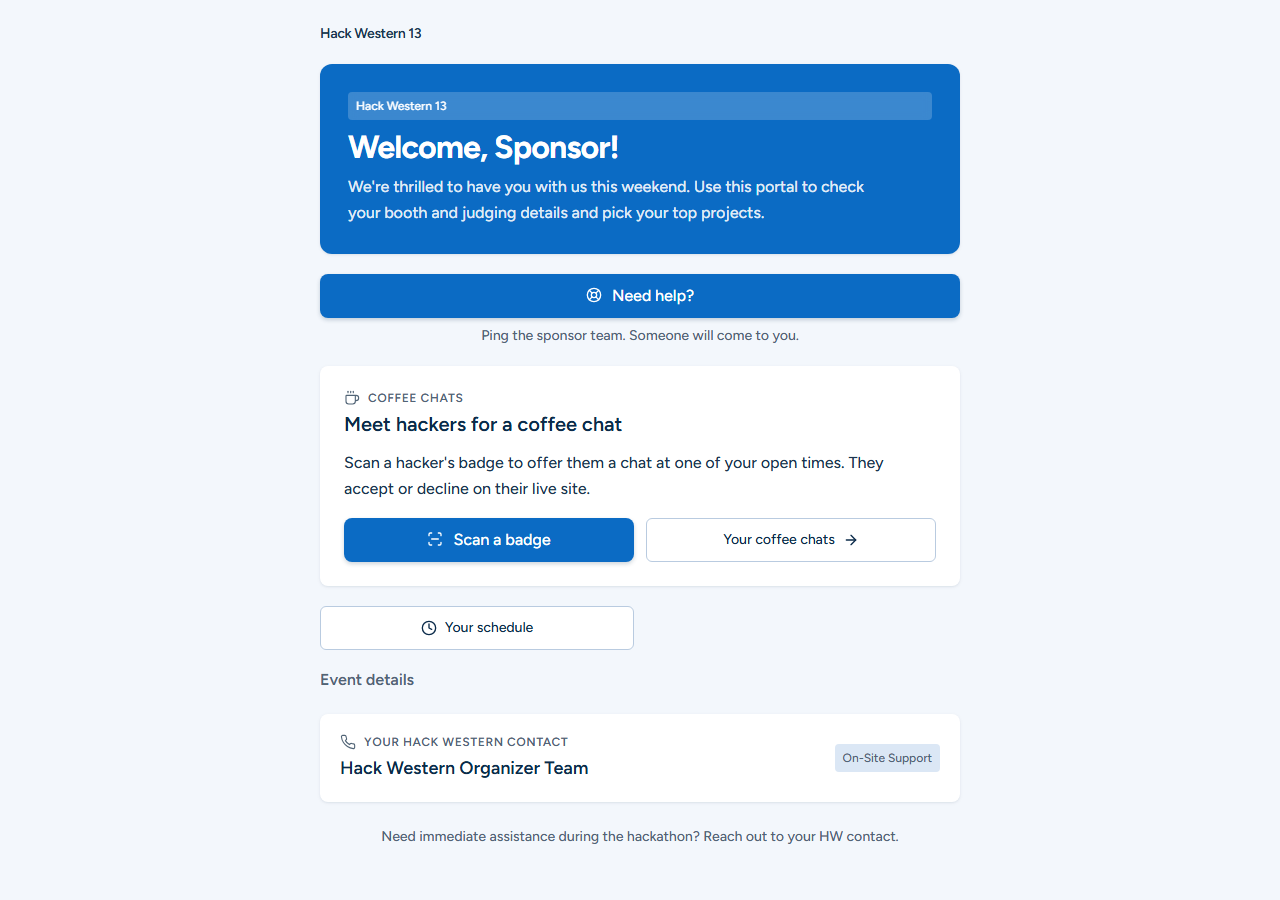 Hack Western 13
Hack Western 13
Welcome, Sponsor!
We're thrilled to have you with us this weekend. Use this portal to check
your booth and judging details and pick your top projects.
Need help?
Ping the sponsor team. Someone will come to you.
COFFEE CHATS
Meet hackers for a coffee chat
Scan a hacker's badge to offer them a chat at one of your open times. They
accept or decline on their live site.
Scan a badge
Your coffee chats
Your schedule
Event details
YOUR HACK WESTERN CONTACT
Hack Western Organizer Team
On-Site Support
Need immediate assistance during the hackathon? Reach out to your HW contact.